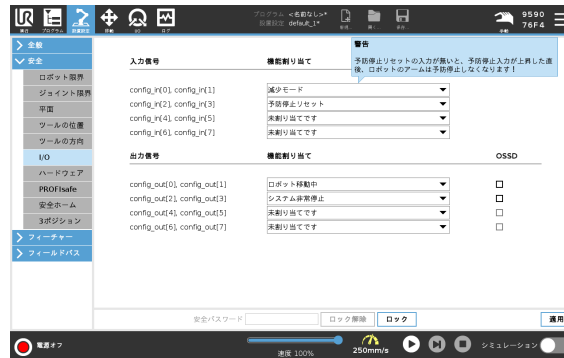 プログラム <名前なし>*
設置設定 default_1*
9590
76F4
プログラム
設置設定
移動
I/O
ログ
手動
全般
安全
ロボット限界
ジョイント限界
平面
ツールの位置
ツールの方向
I/O
ハードウェア
PROFIsafe
安全ホーム
3ポジション
フィーチャー
フィールドバス
警告
予防停止リセットの入力が無いと、予防停止入力が上昇した直
後、ロボットのアームは予防停止しなくなります！
入力信号 機能割り当て
config_in[0], config_in[1] 減少モード
config_in[2], config_in[3] 予防停止リセット
config_in[4], config_in[5] 未割り当てです
config_in[6], config_in[7] 未割り当てです
出力信号 機能割り当て OSSD
config_out[0], config_out[1] ロボット移動中
config_out[2], config_out[3] システム非常停止
config_out[4], config_out[5] 未割り当てです
config_out[6], config_out[7] 未割り当てです
安全パスワード ロック解除 ロック 適用
電源オフ
速度 100%
250mm/s
シミュレーション